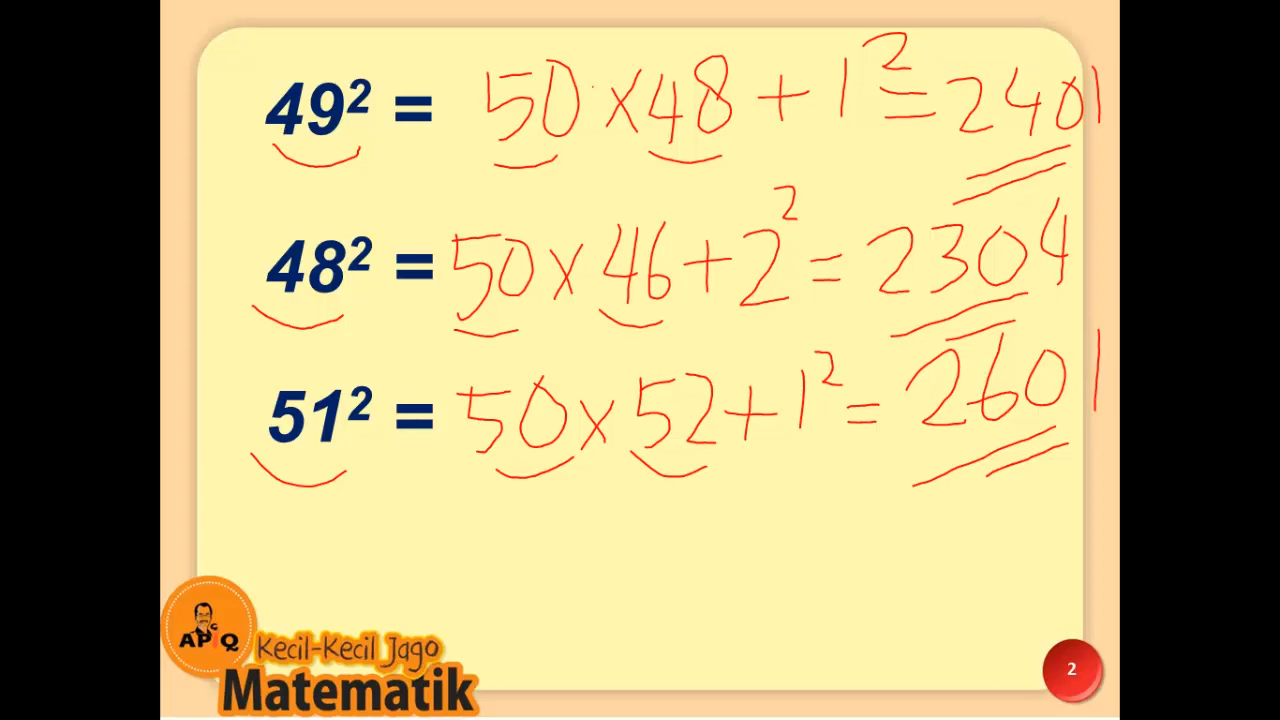 49² = 50 × 48 + 1² = 2401
48² = 50 × 46 + 2² = 2304
51² = 50 × 52 + 1² = 2601
APIQ
Kecil-Kecil Jago
Matematik
2